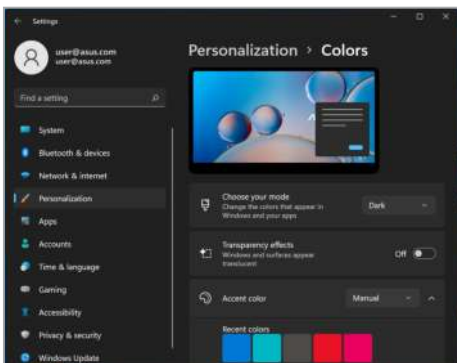 Settings
user@asus.com
user@asus.com
Find a setting
System
Bluetooth & devices
Network & internet
Personalization
Apps
Accounts
Time & language
Gaming
Accessibility
Privacy & security
Windows Update
Personalization > Colors
Choose your mode
Change the colors that appear in
Windows and your apps
Dark
Transparency effects
Windows and surfaces appear
translucent
Off
Accent color
Manual
Recent colors